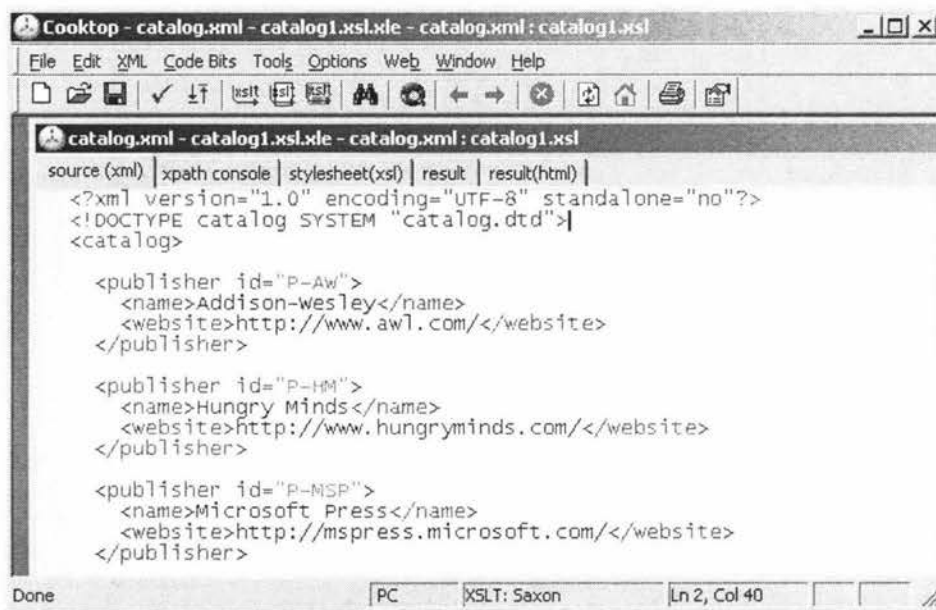 Cooktop - catalog.xml - catalog1.xsl.xle - catalog.xml : catalog1.xsl
File Edit XML Code Bits Tools Options Web Window Help
xslt xslt xslt
catalog.xml - catalog1.xsl.xle - catalog.xml : catalog1.xsl
source (xml) xpath console stylesheet(xsl) result result(html)
<?xml version="1.0" encoding="UTF-8" standalone="no"?>
<!DOCTYPE catalog SYSTEM "catalog.dtd">
<catalog>
<publisher id="P-AW">
<name>Addison-Wesley</name>
<website>http://www.awl.com/</website>
</publisher>
<publisher id="P-HM">
<name>Hungry Minds</name>
<website>http://www.hungryminds.com/</website>
</publisher>
<publisher id="P-MSP">
<name>Microsoft Press</name>
<website>http://mspress.microsoft.com/</website>
</publisher>
Done PC XSLT: Saxon Ln 2, Col 40